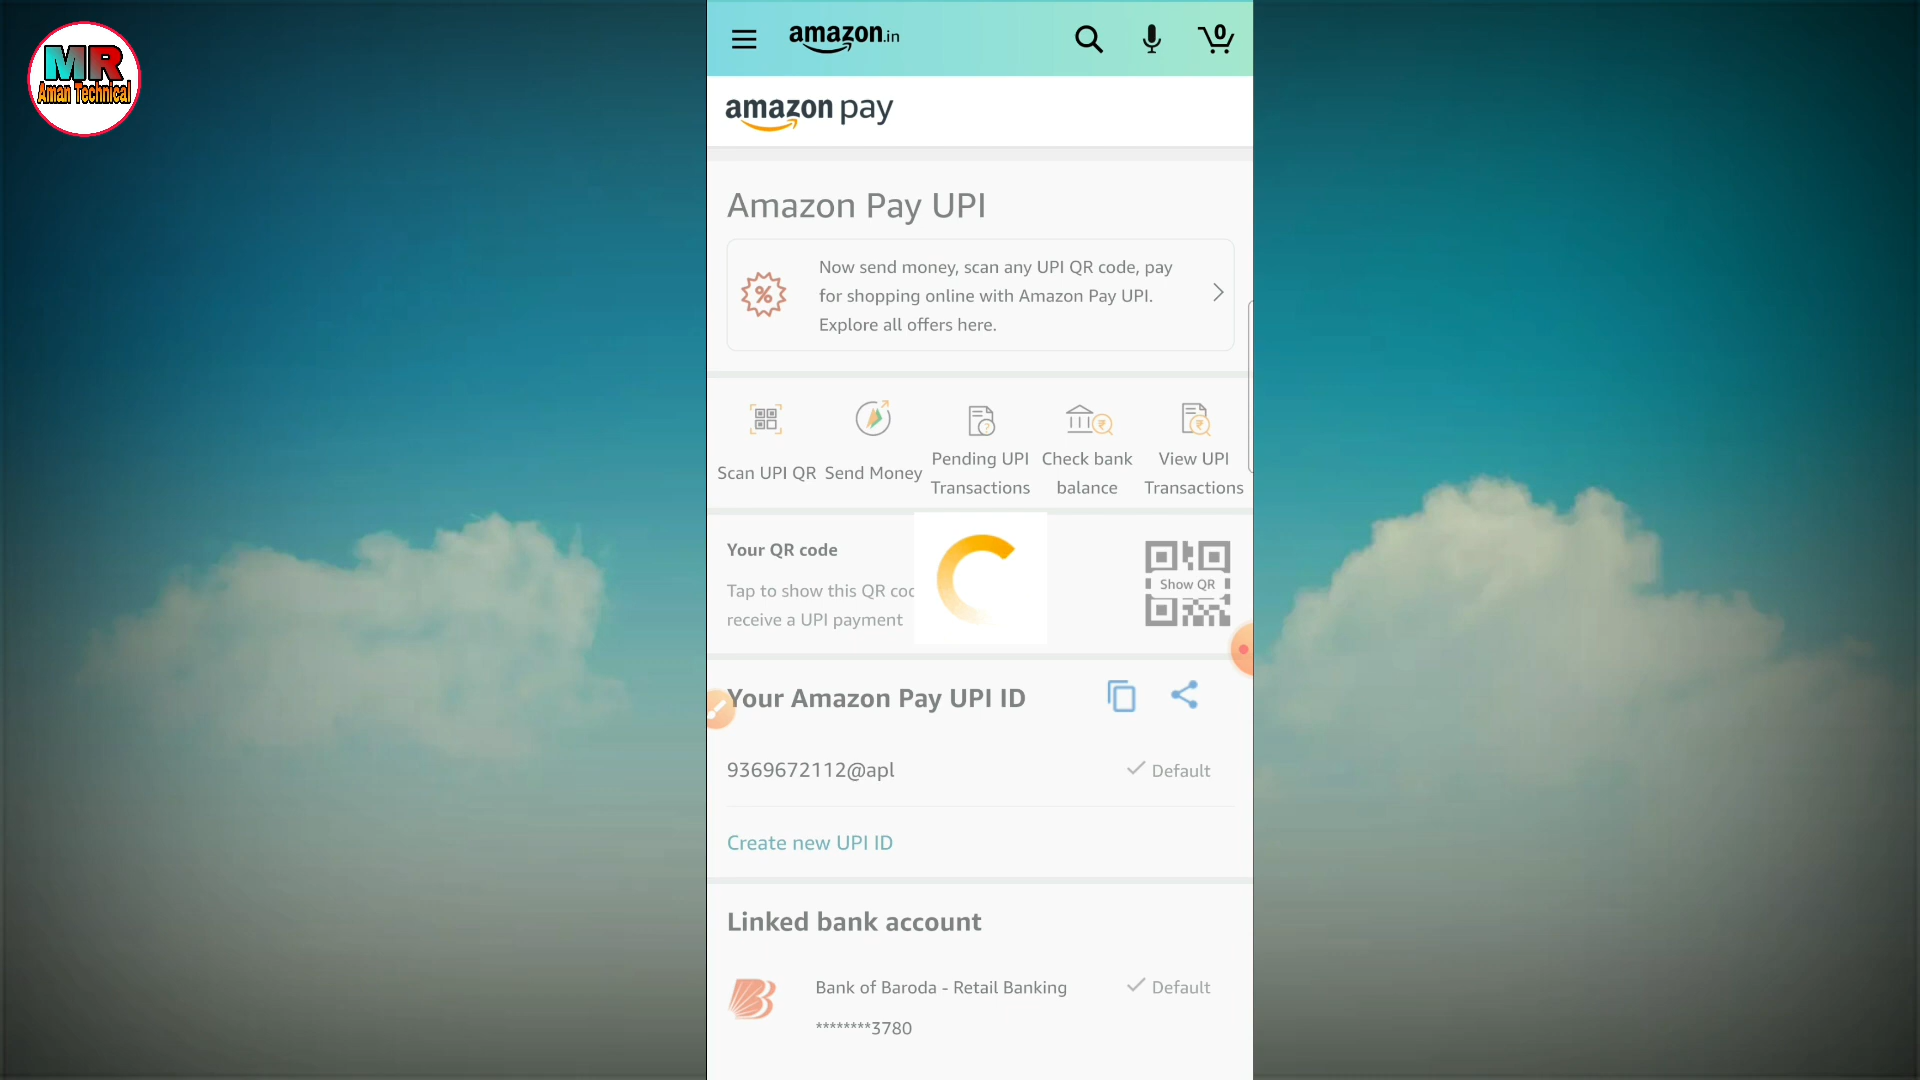 MR
Aman Technical
amazon.in
0
amazon pay
Amazon Pay UPI
Now send money, scan any UPI QR code, pay
for shopping online with Amazon Pay UPI.
Explore all offers here.
Scan UPI QR
Send Money
Pending UPI
Transactions
Check bank
balance
View UPI
Transactions
Your QR code
Tap to show this QR
receive a UPI payment
Show QR
Your Amazon Pay UPI ID
9369672112@apl
Default
Create new UPI ID
Linked bank account
Bank of Baroda - Retail Banking
Default
********3780